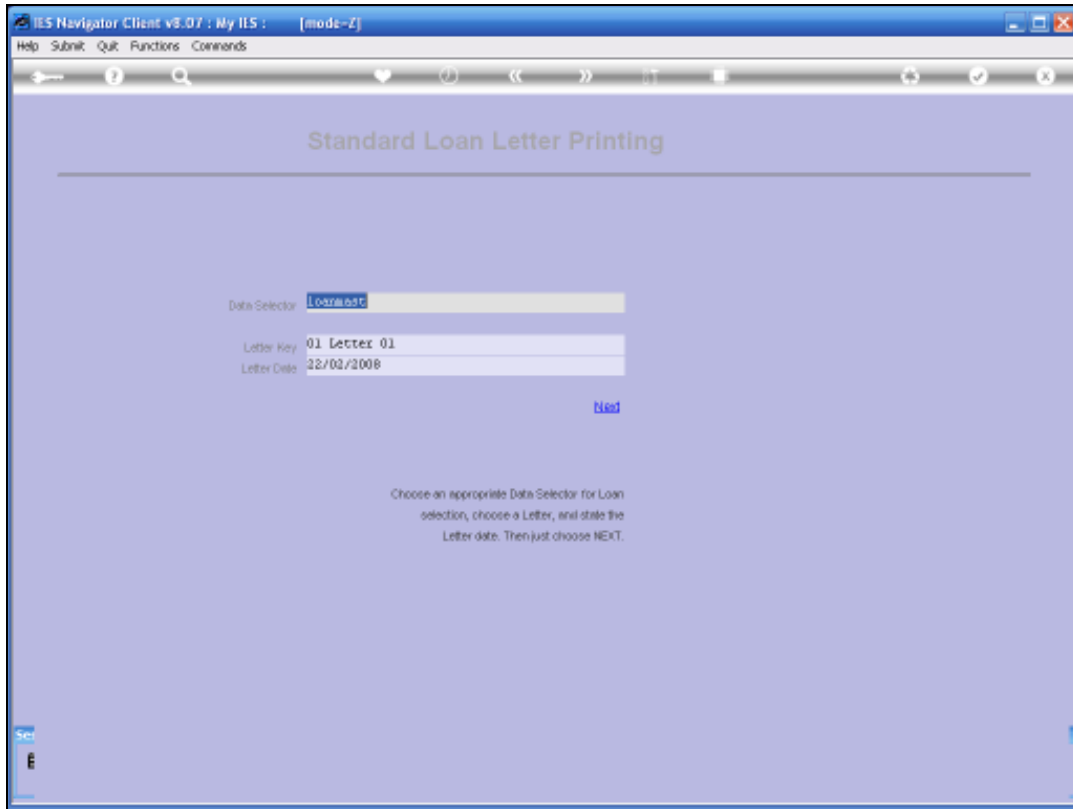 IES Navigator Client v8.07 : My IES : [mode=Z]
Help Submit Quit Functions Commands
Standard Loan Letter Printing
Data Selector loanmast
Letter Key 01 Letter 01
Letter Date 22/02/2008
Next
Choose an appropriate Data Selector for Loan
selection, choose a Letter, and state the
Letter date. Then just choose NEXT.